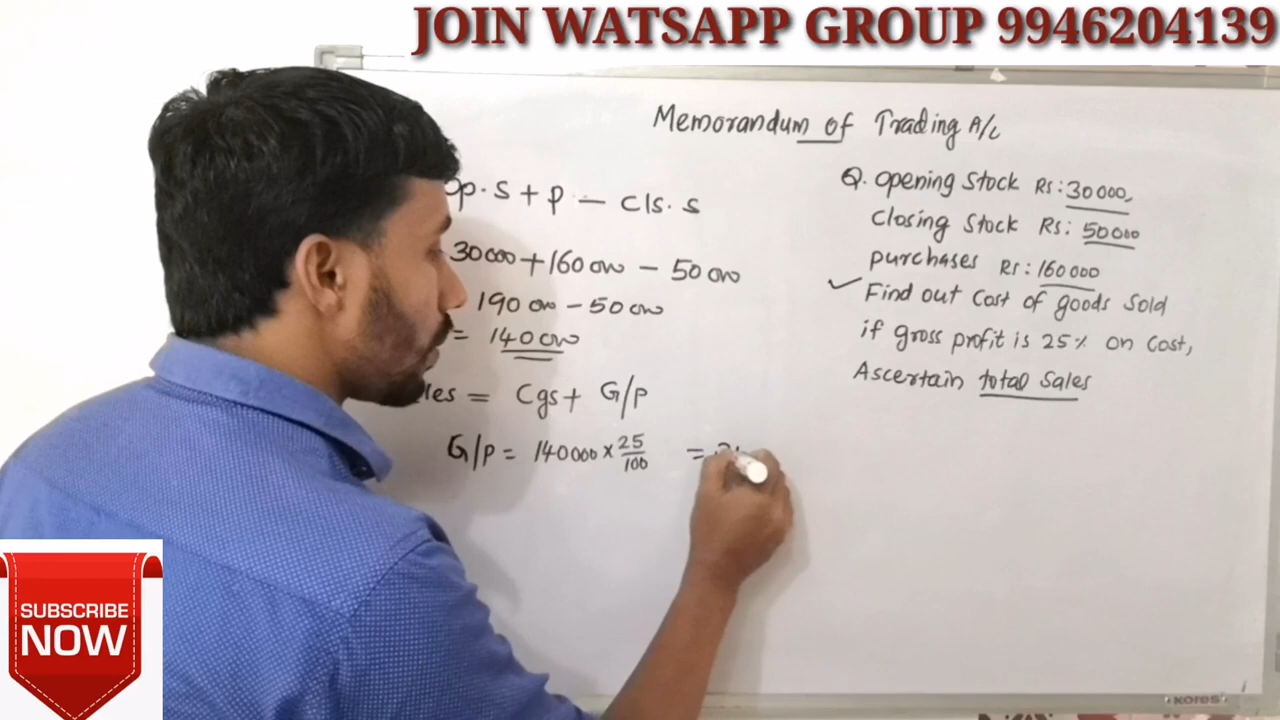 JOIN WATSAPP GROUP 9946204139
Memorandum of Trading A/c
Op.s + p — cls. s
30000 + 160000 - 50000
190000 - 50000
= 140000
les = Cgs + G/p
G/p = 140000 × 25/100 =
Q. Opening Stock Rs: 30000
Closing Stock Rs: 50000
purchases Rs: 160000
✓ Find out Cost of goods Sold
if gross profit is 25% on cost,
Ascertain total Sales
SUBSCRIBE
NOW
kores